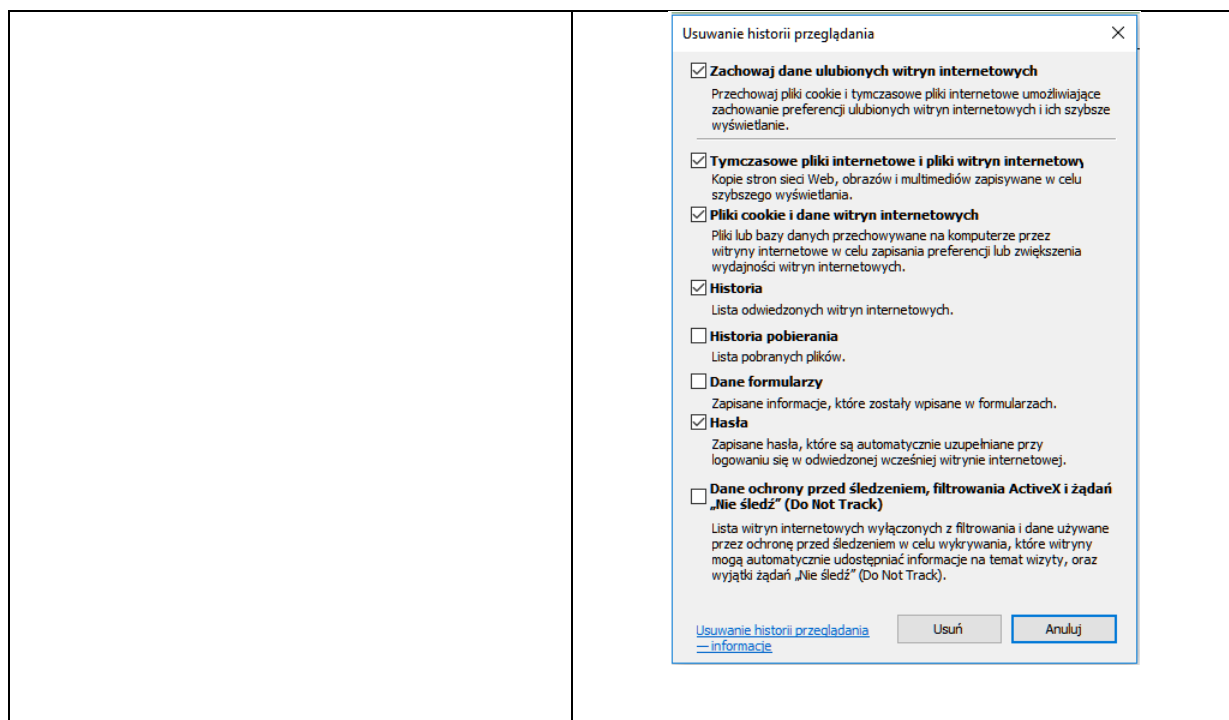 Usuwanie historii przeglądania
Zachowaj dane ulubionych witryn internetowych
Przechowaj pliki cookie i tymczasowe pliki internetowe umożliwiające
zachowanie preferencji ulubionych witryn internetowych i ich szybsze
wyświetlanie.
Tymczasowe pliki internetowe i pliki witryn internetowy
Kopie stron sieci Web, obrazów i multimediów zapisywane w celu
szybszego wyświetlania.
Pliki cookie i dane witryn internetowych
Pliki lub bazy danych przechowywane na komputerze przez
witryny internetowe w celu zapisania preferencji lub zwiększenia
wydajności witryn internetowych.
Historia
Lista odwiedzonych witryn internetowych.
Historia pobierania
Lista pobranych plików.
Dane formularzy
Zapisane informacje, które zostały wpisane w formularzach.
Hasła
Zapisane hasła, które są automatycznie uzupełniane przy
logowaniu się w odwiedzonej wcześniej witrynie internetowej.
Dane ochrony przed śledzeniem, filtrowania ActiveX i żądań
„Nie śledź” (Do Not Track)
Lista witryn internetowych wyłączonych z filtrowania i dane używane
przez ochronę przed śledzeniem w celu wykrywania, które witryny
mogą automatycznie udostępniać informacje na temat wizyty, oraz
wyjątki żądań „Nie śledź” (Do Not Track).
Usuwanie historii przeglądania
— informacje
Usuń
Anuluj